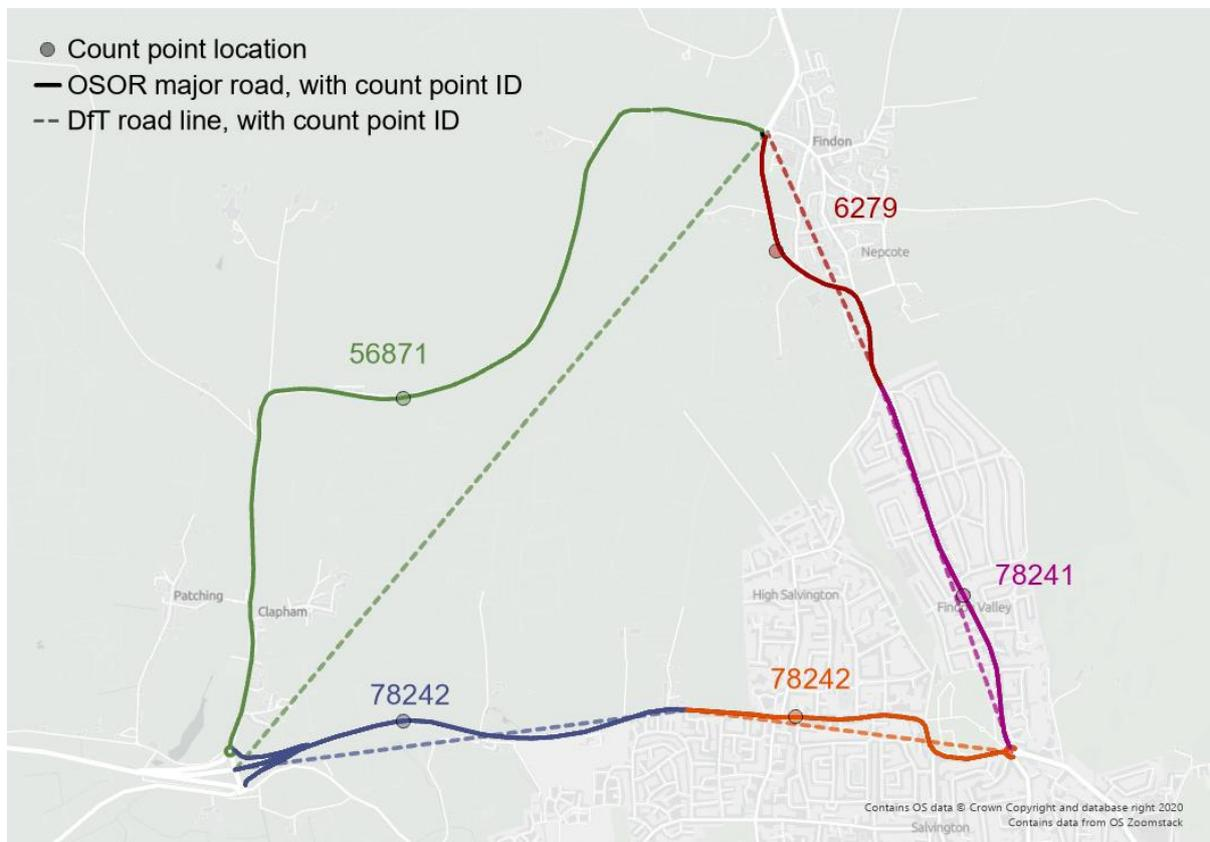 Count point location
OSOR major road, with count point ID
DfT road line, with count point ID
Findon
6279
Nepcote
56871
78241
Patching
High Salvington
Clapham
Findon Valley
78242
78242
Contains OS data © Crown Copyright and database right 2020
Contains data from OS Zoomstack
Salvington